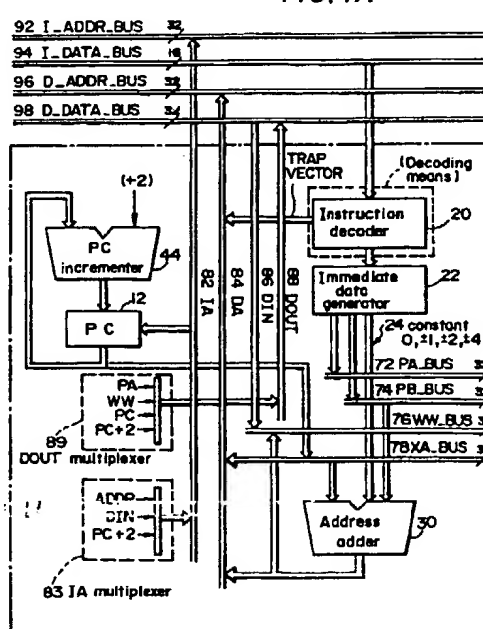 92 I_ADDR_BUS 32
94 I_DATA_BUS 16
96 D_ADDR_BUS 32
98 D_DATA_BUS 32
TRAP VECTOR
(Decoding means)
Instruction decoder
20
(+2)
PC incrementer
44
12
PC
82 IA
84 DA
86 DIN
88 DOUT
Immediate data generator
22
24 constant
0, ±1, ±2, ±4
72 PA_BUS
74 PB_BUS
76 WW_BUS
78 XA_BUS
PA
WW
PC
PC+2
89
DOUT multiplexer
ADDR
DIN
PC+2
83 IA multiplexer
Address adder
30